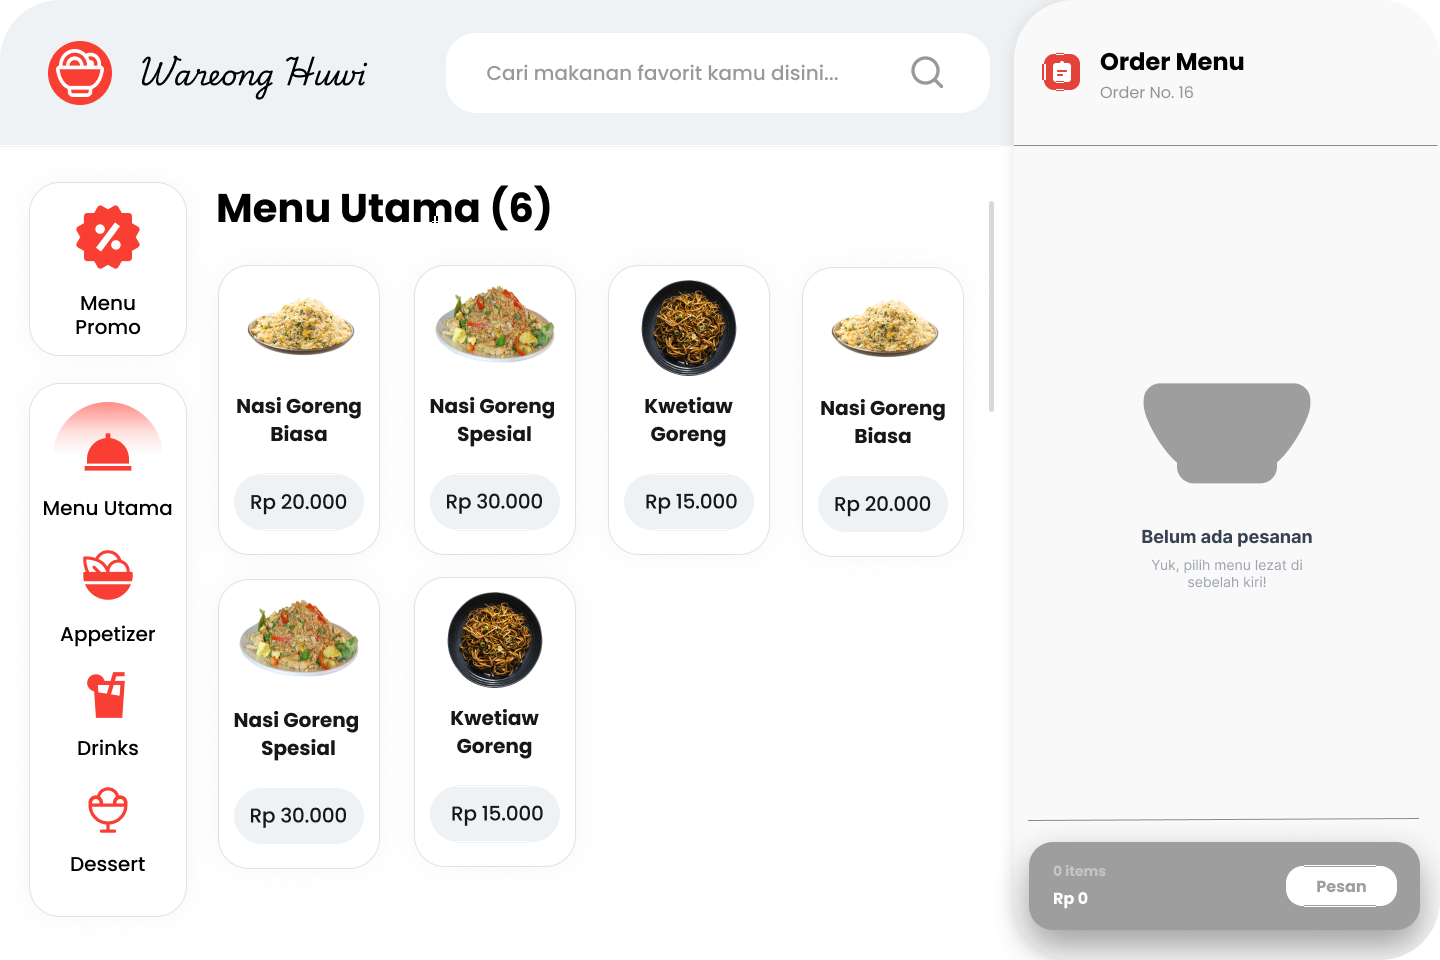 Wareong Huwi
Cari makanan favorit kamu disini...
Order Menu
Order No. 16
Menu
Promo
Menu Utama
Appetizer
Drinks
Dessert
Menu Utama (6)
Nasi Goreng
Biasa
Rp 20.000
Nasi Goreng
Spesial
Rp 30.000
Kwetiaw
Goreng
Rp 15.000
Nasi Goreng
Biasa
Rp 20.000
Nasi Goreng
Spesial
Rp 30.000
Kwetiaw
Goreng
Rp 15.000
Belum ada pesanan
Yuk, pilih menu lezat di
sebelah kiri!
0 items
Rp 0
Pesan